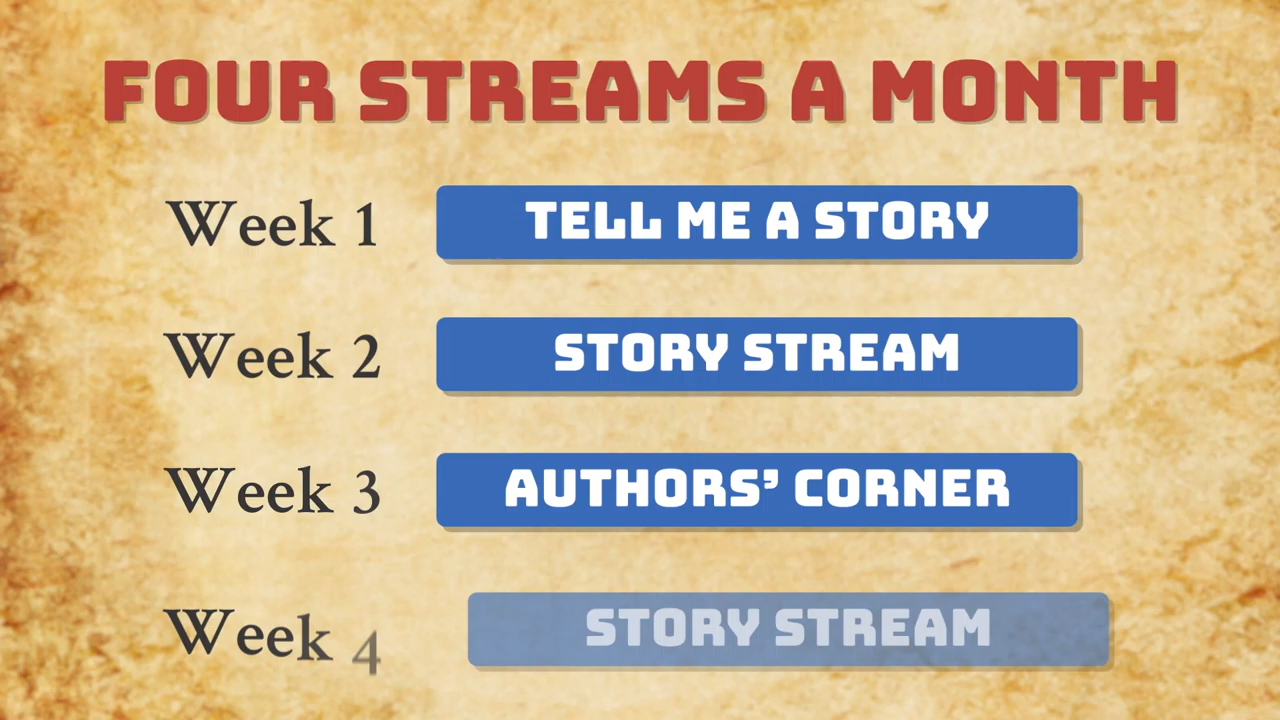 FOUR STREAMS A MONTH
Week 1 TELL ME A STORY
Week 2 STORY STREAM
Week 3 AUTHORS’ CORNER
Week 4 STORY STREAM